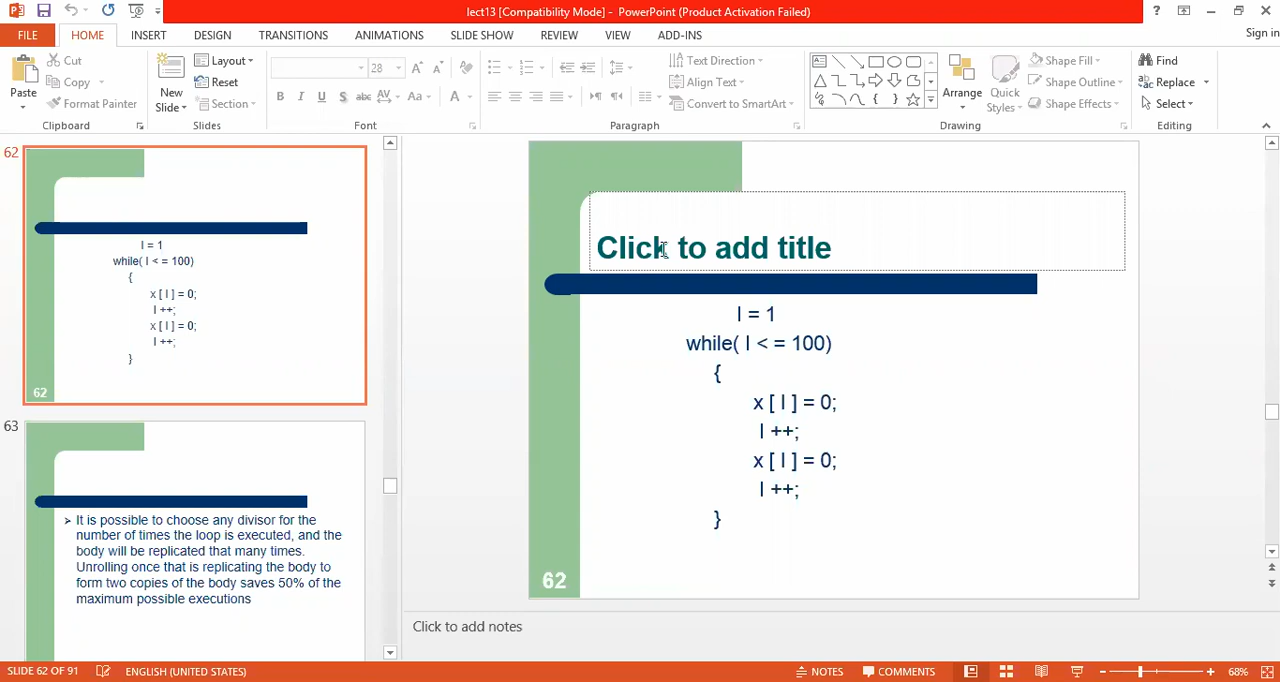 lect13 [Compatibility Mode] - PowerPoint (Product Activation Failed)
FILE HOME INSERT DESIGN TRANSITIONS ANIMATIONS SLIDE SHOW REVIEW VIEW ADD-INS Sign in
Paste
Cut
Copy
Format Painter
Clipboard
New
Slide
Layout
Reset
Section
Slides
28
B I U S abc AV Aa A
Font
Text Direction
Align Text
Convert to SmartArt
Paragraph
Arrange
Quick
Styles
Shape Fill
Shape Outline
Shape Effects
Drawing
Find
Replace
Select
Editing
62
I = 1
while( I < = 100)
{
x [ I ] = 0;
I ++;
x [ I ] = 0;
I ++;
}
62
63
It is possible to choose any divisor for the
number of times the loop is executed, and the
body will be replicated that many times.
Unrolling once that is replicating the body to
form two copies of the body saves 50% of the
maximum possible executions
Click to add title
I = 1
while( I < = 100)
{
x [ I ] = 0;
I ++;
x [ I ] = 0;
I ++;
}
62
Click to add notes
SLIDE 62 OF 91 ENGLISH (UNITED STATES) NOTES COMMENTS 68%